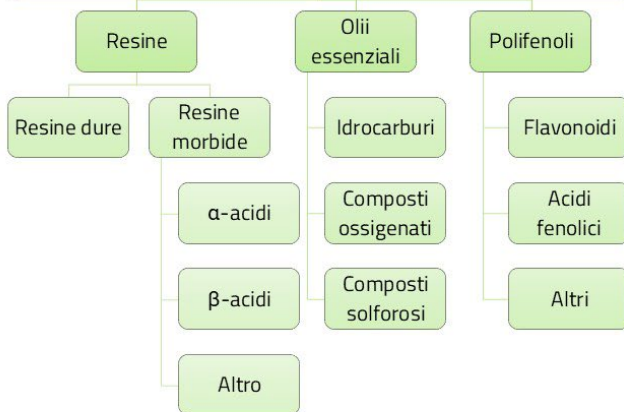 Resine
Olii
essenziali
Polifenoli
Resine dure
Resine
morbide
Idrocarburi
Flavonoidi
α-acidi
Composti
ossigenati
Acidi
fenolici
β-acidi
Composti
solforosi
Altri
Altro